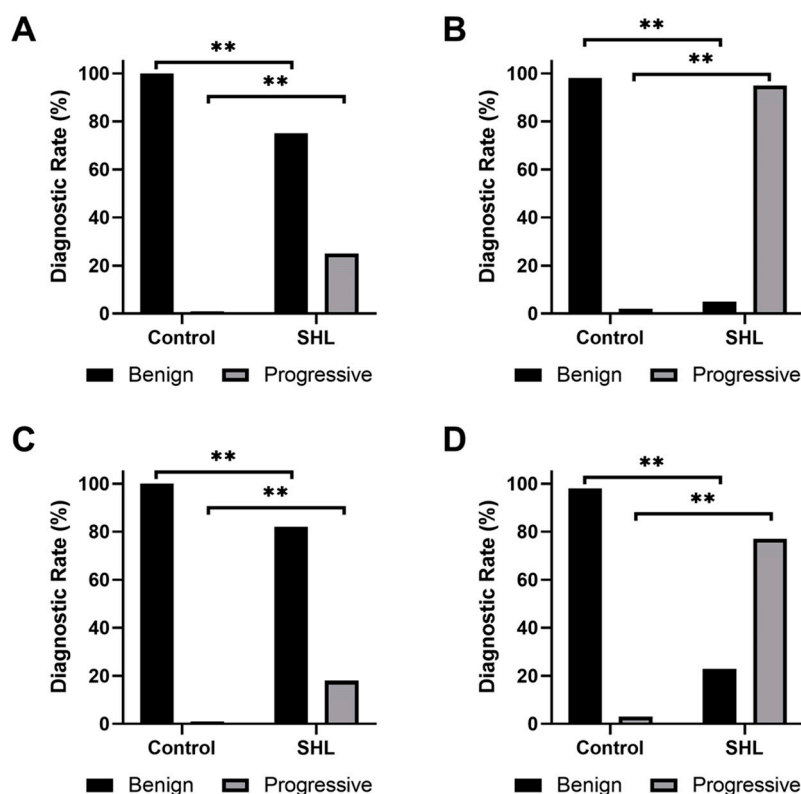 A
Diagnostic Rate (%)
100
80
60
40
20
0
**
**
Control SHL
Benign Progressive
B
Diagnostic Rate (%)
100
80
60
40
20
0
**
**
Control SHL
Benign Progressive
C
Diagnostic Rate (%)
100
80
60
40
20
0
**
**
Control SHL
Benign Progressive
D
Diagnostic Rate (%)
100
80
60
40
20
0
**
**
Control SHL
Benign Progressive